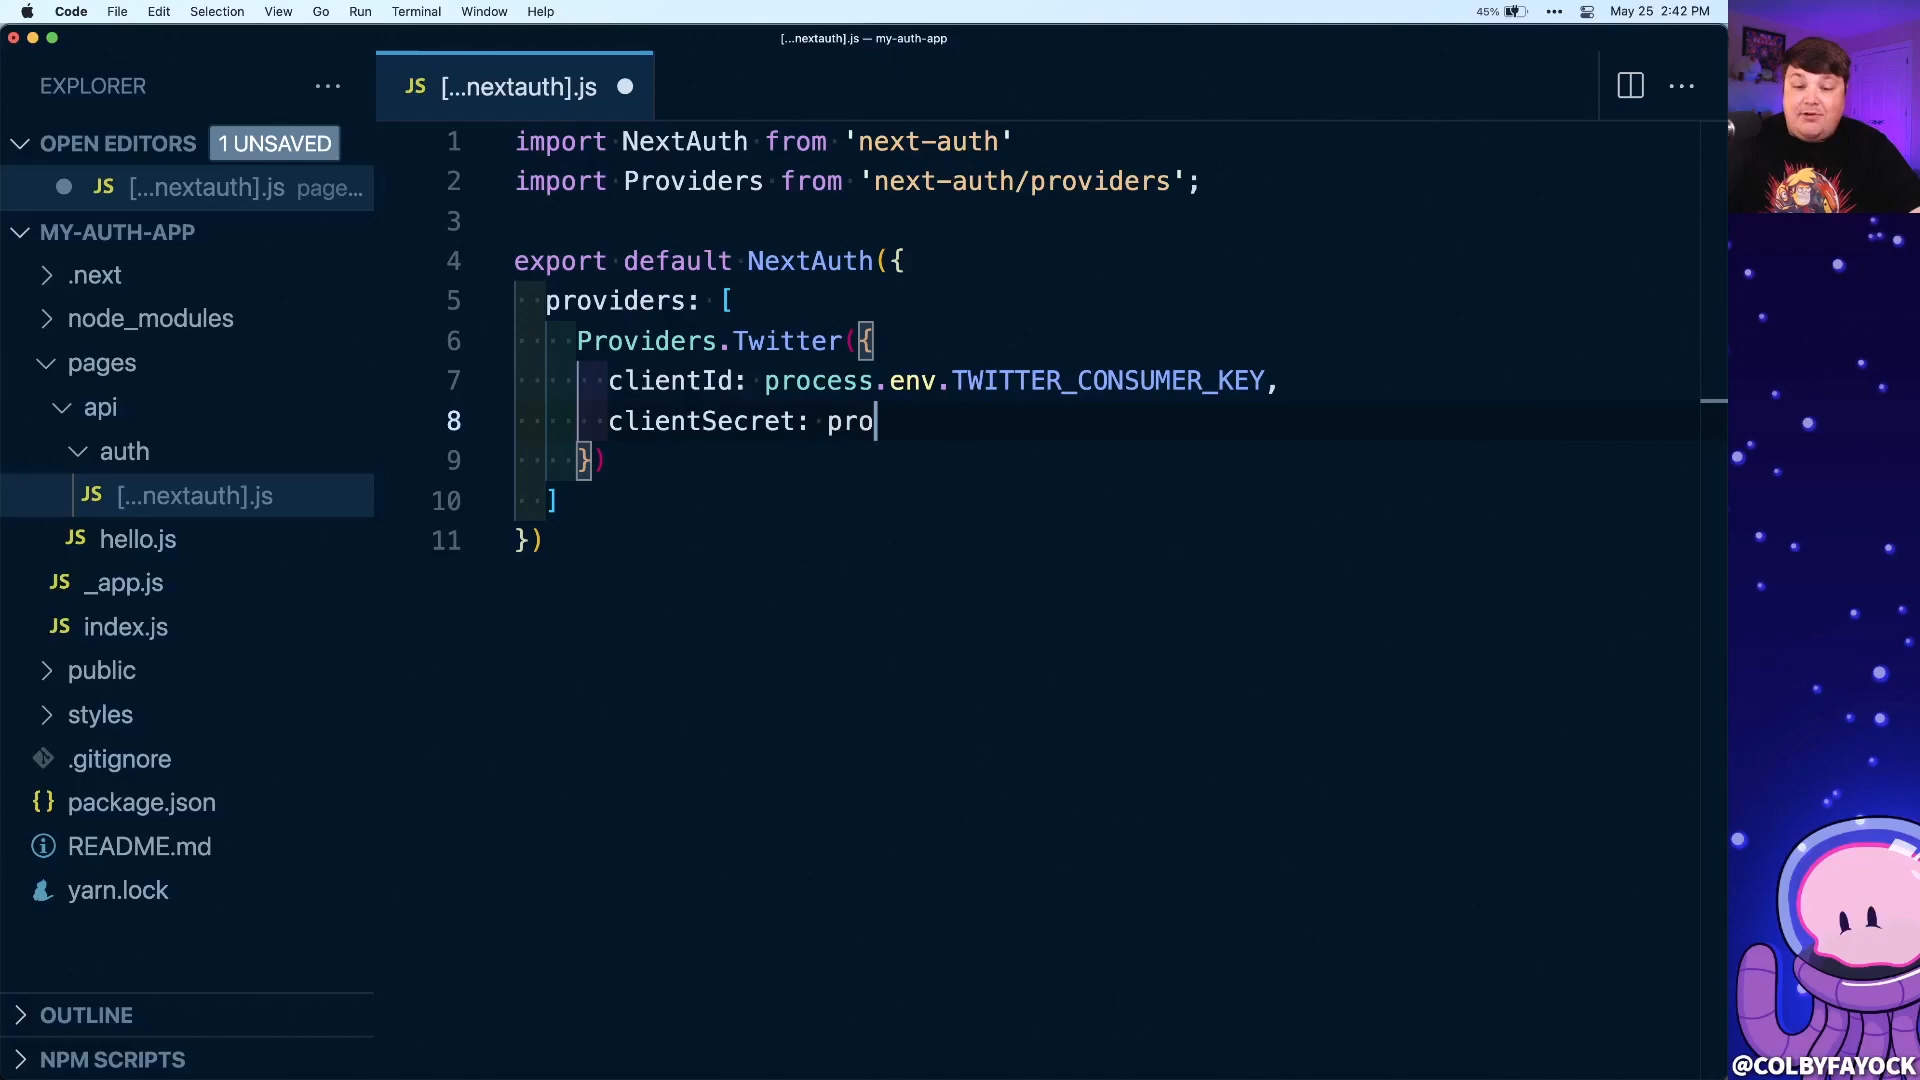 Code File Edit Selection View Go Run Terminal Window Help 45% May 25 2:42 PM
[...nextauth].js — my-auth-app
EXPLORER
JS [...nextauth].js
OPEN EDITORS 1 UNSAVED
JS [...nextauth].js page...
MY-AUTH-APP
.next
node_modules
pages
api
auth
JS [...nextauth].js
JS hello.js
JS _app.js
JS index.js
public
styles
.gitignore
{} package.json
README.md
yarn.lock
OUTLINE
NPM SCRIPTS
1 import NextAuth from 'next-auth'
2 import Providers from 'next-auth/providers';
3
4 export default NextAuth({
5 providers: [
6 Providers.Twitter({
7 clientId: process.env.TWITTER_CONSUMER_KEY,
8 clientSecret: pro
9 })
10 ]
11 })
@COLBYFAYOCK